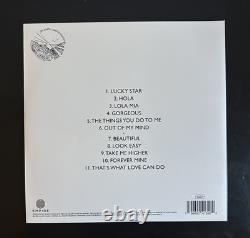 1. LUCKY STAR
2. HOLA
3. LOLA MIA
4. GORGEOUS
5. THE THINGS YOU DO TO ME
6. OUT OF MY MIND
7. BEAUTIFUL
8. LOOK EASY
9. TAKE ME HIGHER
10. FOREVER MINE
11. THAT'S WHAT LOVE CAN DO